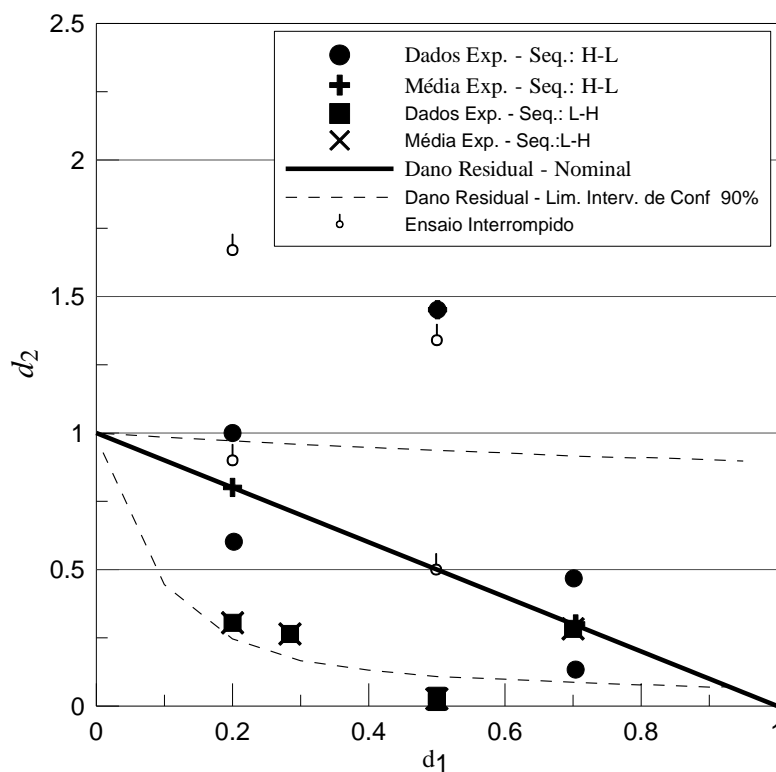 2.5
Dados Exp. - Seq.: H-L
Média Exp. - Seq.: H-L
Dados Exp. - Seq.: L-H
Média Exp. - Seq.:L-H
Dano Residual - Nominal
Dano Residual - Lim. Interv. de Conf 90%
Ensaio Interrompido
2
1.5
d2
1
0.5
0
0 0.2 0.4 0.6 0.8 1
d1